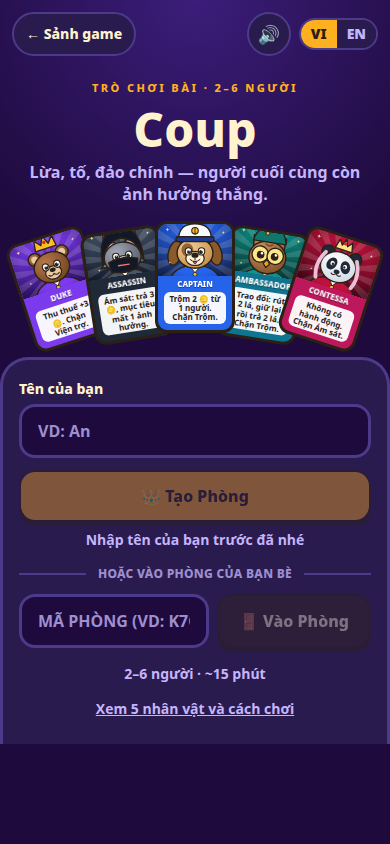 ← Sảnh game
VI
EN
TRÒ CHƠI BÀI · 2–6 NGƯỜI
Coup
Lừa, tố, đảo chính — người cuối cùng còn
ảnh hưởng thắng.
DUKE
Thu thuế +3
. Chặn
Viện trợ.
ASSASSIN
Ám sát: trả 3
, mục tiêu
mất 1 ảnh
hưởng.
CAPTAIN
Trộm 2 từ
1 người.
Chặn Trộm.
AMBASSADOR
Trao đổi: rút
2 lá, giữ lại
rồi trả 2 lá.
Chặn Trộm.
CONTESSA
Không có
hành động.
Chặn Ám sát.
Tên của bạn
VD: An
Tạo Phòng
Nhập tên của bạn trước đã nhé
HOẶC VÀO PHÒNG CỦA BẠN BÈ
MÃ PHÒNG (VD: K7
Vào Phòng
2–6 người · ~15 phút
Xem 5 nhân vật và cách chơi